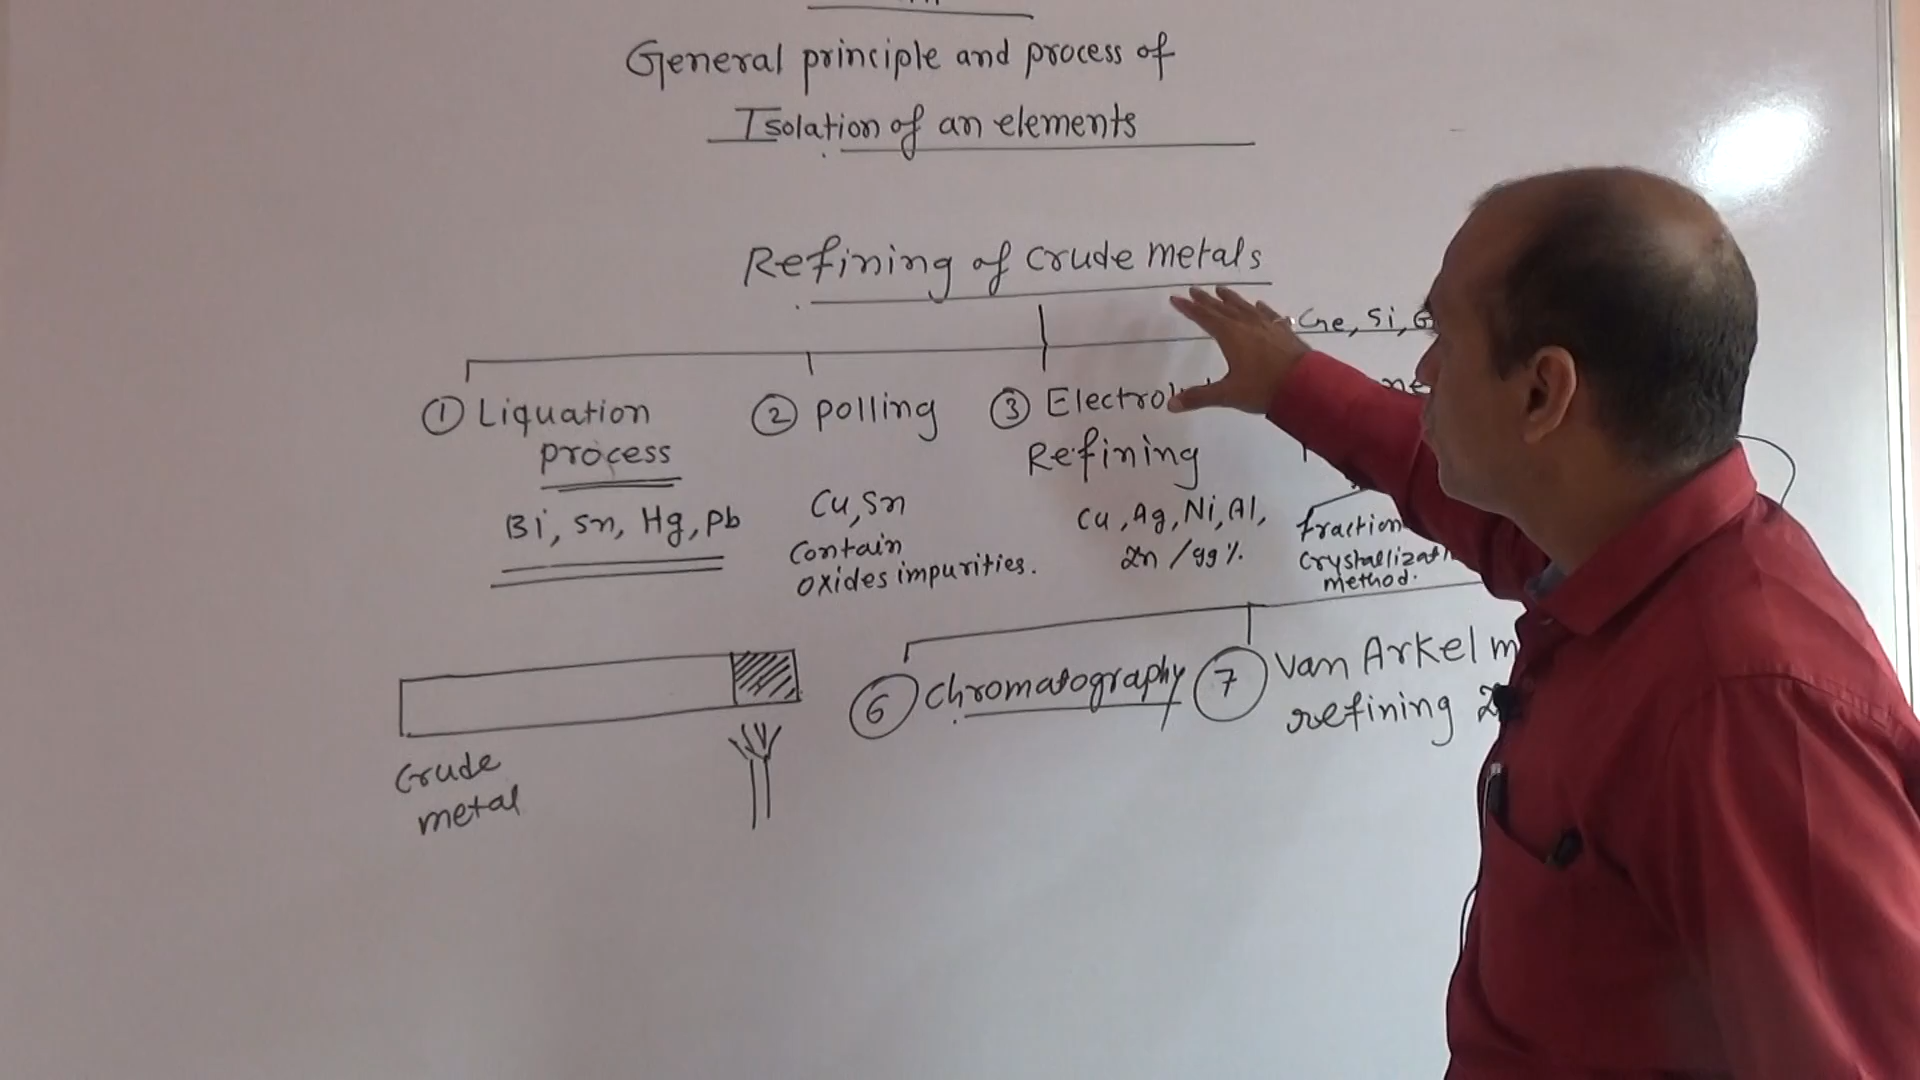 General principle and process of
Isolation of an elements
Refining of crude metals
Ge, Si, G
① Liquation
process
Bi, Sn, Hg, Pb
② polling
Cu, Sn
Contain
oxides impurities.
③ Electrol
Refining
Cu, Ag, Ni, Al,
Zn / 99 %.
fraction
Crystallizat
method.
⑥ Chromatography
⑦ Van Arkel m
refining Z
Crude
metal